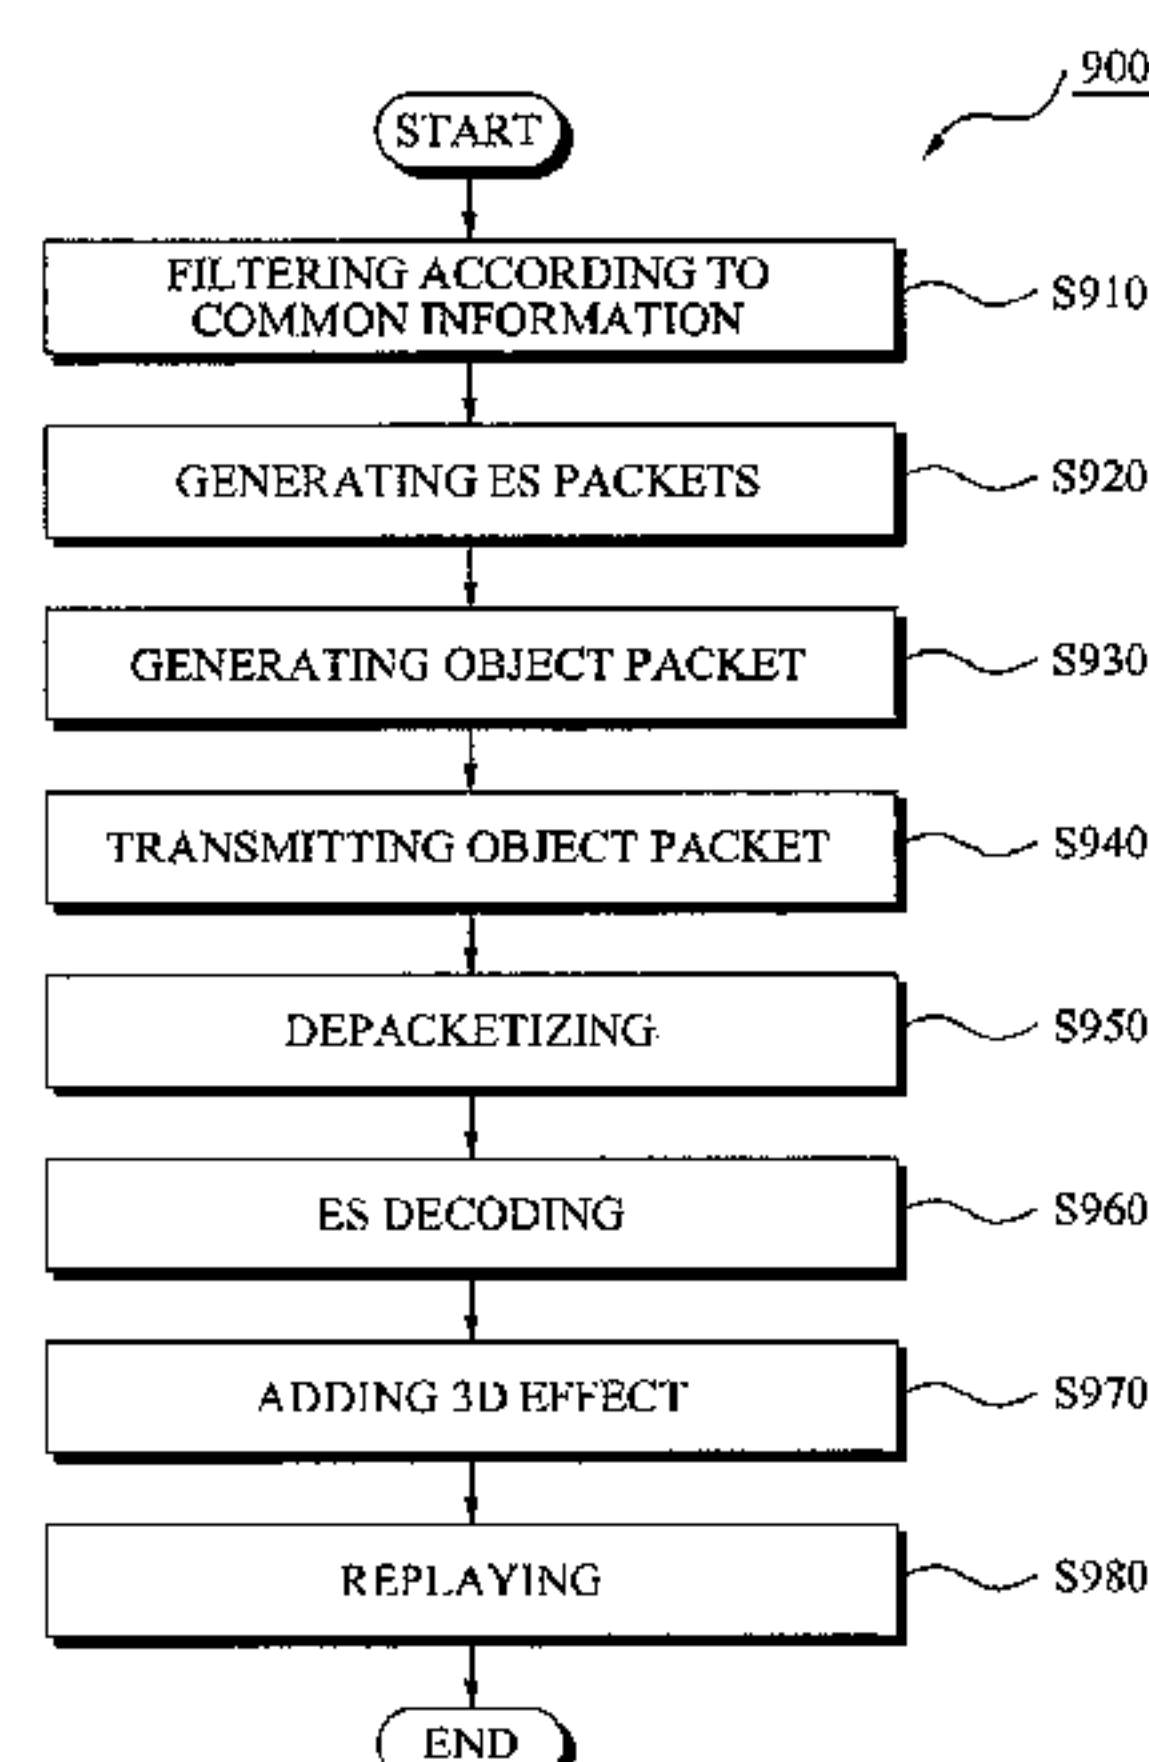 900
START
FILTERING ACCORDING TO
COMMON INFORMATION
S910
GENERATING ES PACKETS
S920
GENERATING OBJECT PACKET
S930
TRANSMITTING OBJECT PACKET
S940
DEPACKETIZING
S950
ES DECODING
S960
ADDING 3D EFFECT
S970
REPLAYING
S980
END